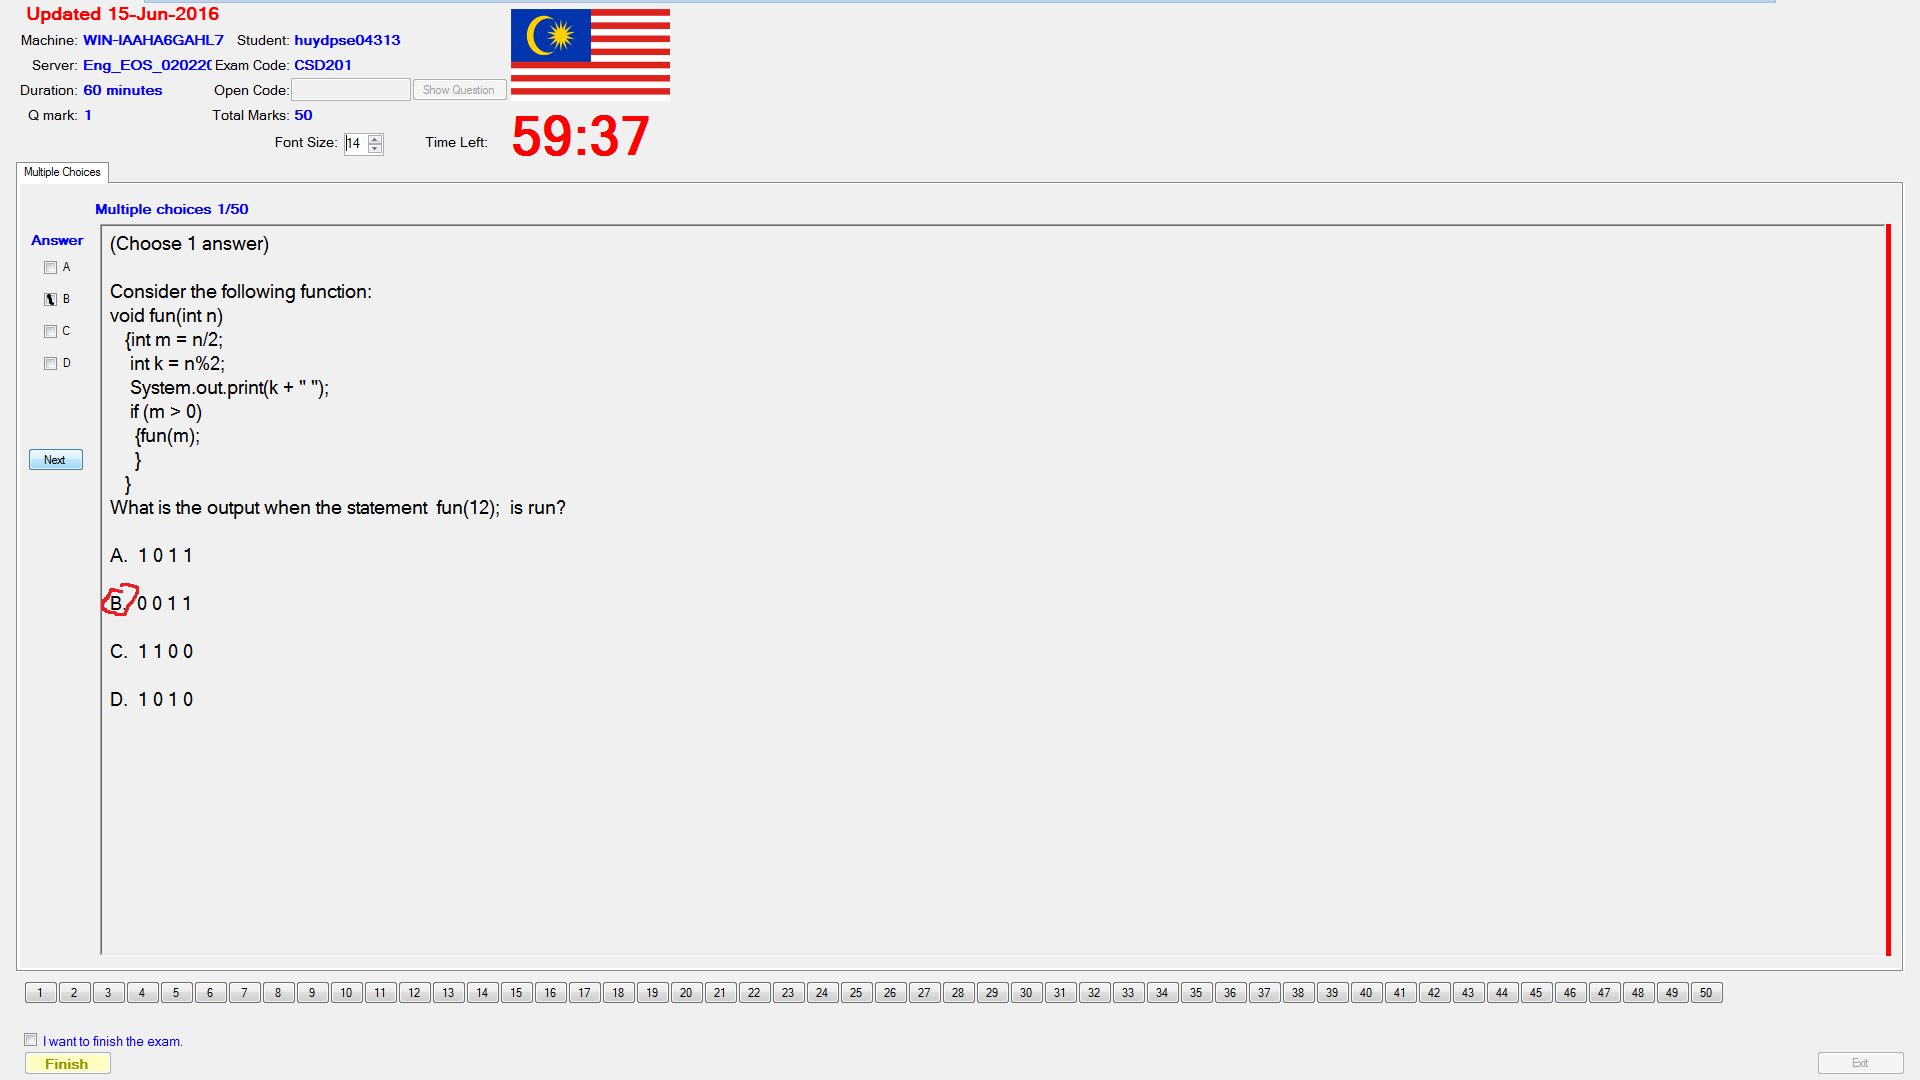 Updated 15-Jun-2016
Machine: WIN-IAAHA6GAHL7 Student: huydpse04313
Server: Eng_EOS_020220 Exam Code: CSD201
Duration: 60 minutes Open Code: Show Question
Q mark: 1 Total Marks: 50
Font Size: 14 Time Left: 59:37
Multiple Choices
Multiple choices 1/50
Answer
A
B
C
D
Next
(Choose 1 answer)
Consider the following function:
void fun(int n)
{int m = n/2;
int k = n%2;
System.out.print(k + " ");
if (m > 0)
{fun(m);
}
}
What is the output when the statement fun(12); is run?
A. 1 0 1 1
B. 0 0 1 1
C. 1 1 0 0
D. 1 0 1 0
1 2 3 4 5 6 7 8 9 10 11 12 13 14 15 16 17 18 19 20 21 22 23 24 25 26 27 28 29 30 31 32 33 34 35 36 37 38 39 40 41 42 43 44 45 46 47 48 49 50
I want to finish the exam.
Finish
Exit